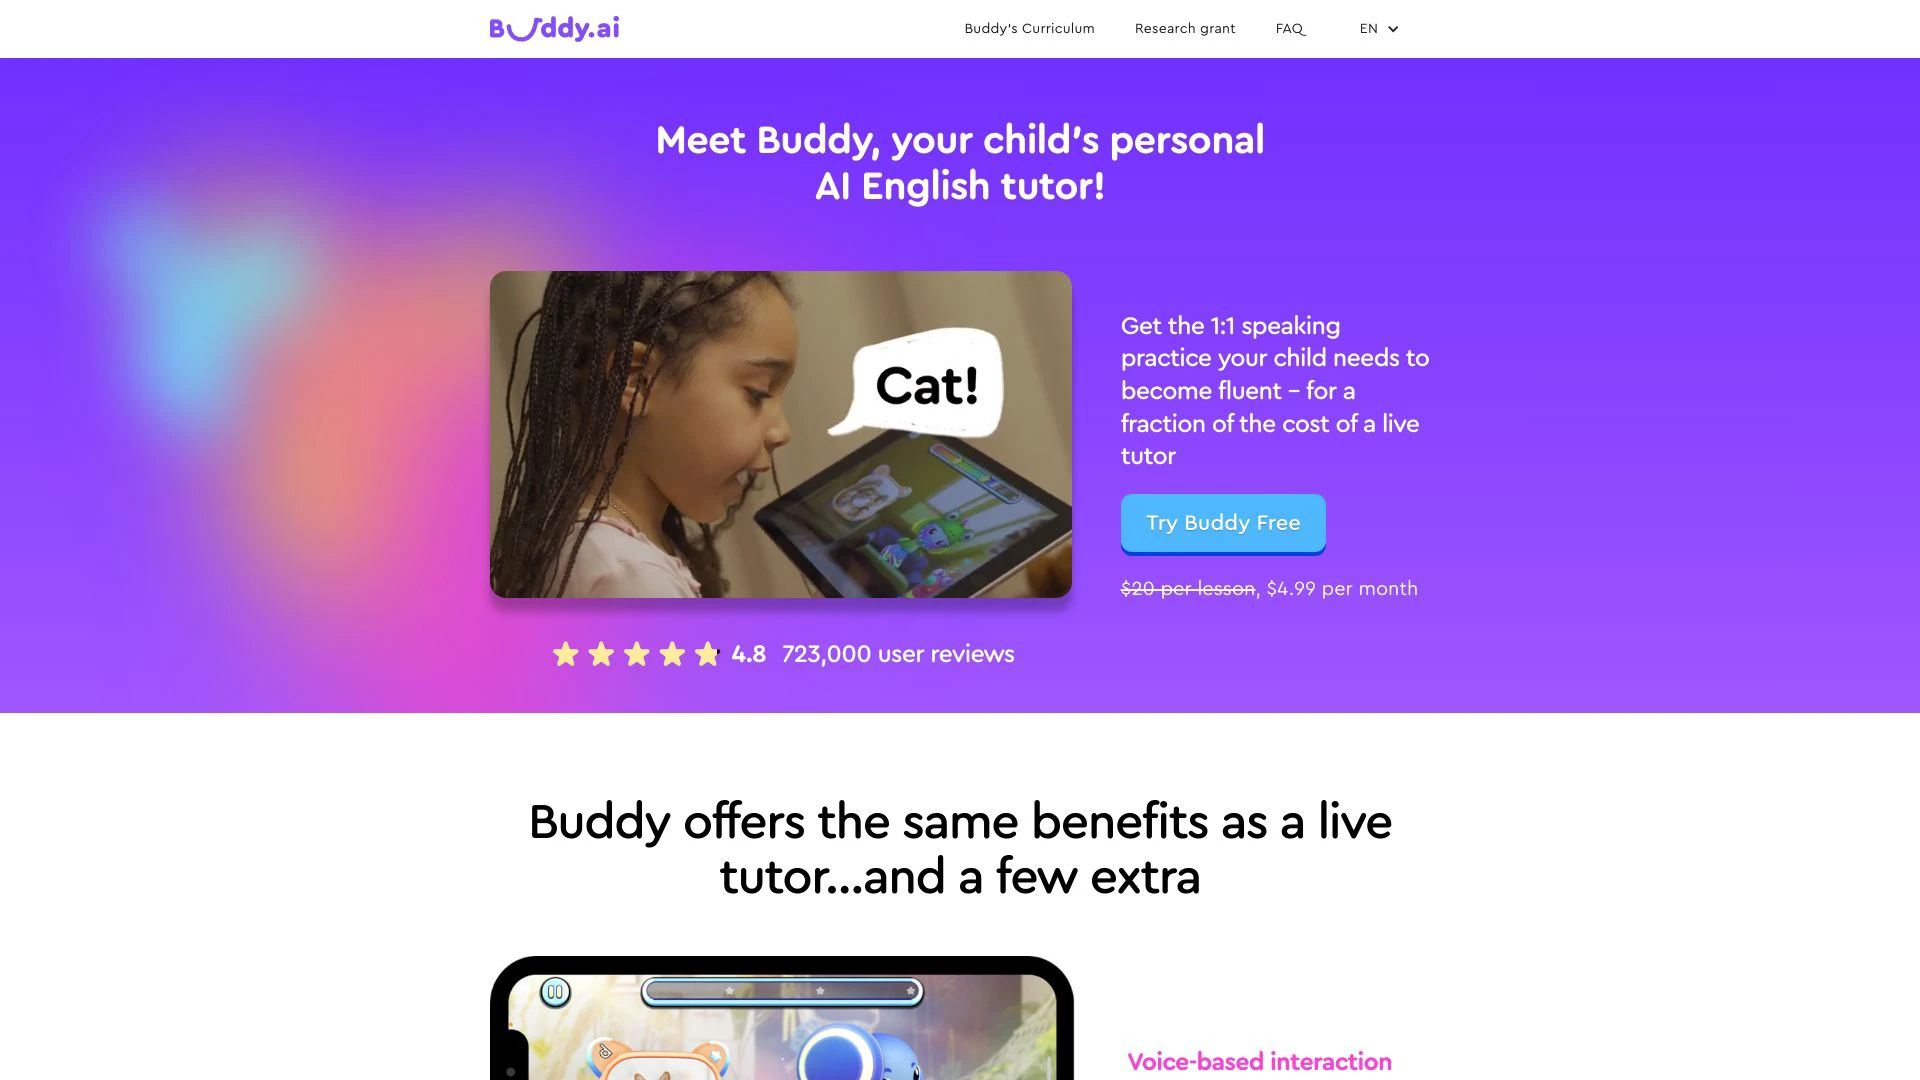 Buddy.ai
Buddy's Curriculum
Research grant
FAQ
EN
Meet Buddy, your child's personal
AI English tutor!
Cat!
Get the 1:1 speaking
practice your child needs to
become fluent – for a
fraction of the cost of a live
tutor
Try Buddy Free
$20 per lesson, $4.99 per month
4.8 723,000 user reviews
Buddy offers the same benefits as a live
tutor...and a few extra
Voice-based interaction